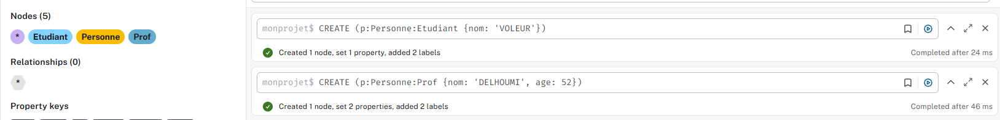 Nodes (5)
* Etudiant Personne Prof
Relationships (0)
*
Property keys
monprojet$ CREATE (p:Personne:Etudiant {nom: 'VOLEUR'})
Created 1 node, set 1 property, added 2 labels
Completed after 24 ms
monprojet$ CREATE (p:Personne:Prof {nom: 'DELHOUMI', age: 52})
Created 1 node, set 2 properties, added 2 labels
Completed after 46 ms